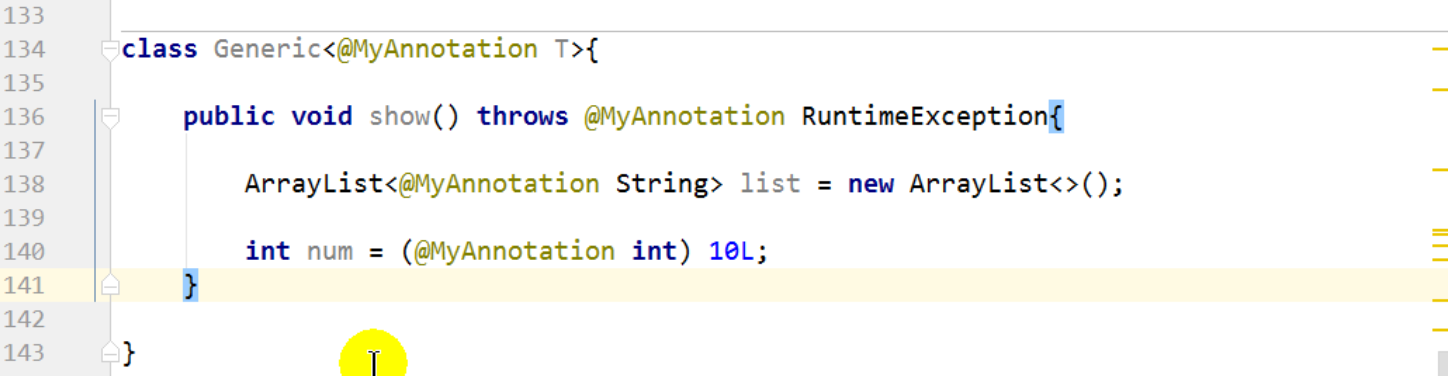 133
134 class Generic<@MyAnnotation T>{
135
136 public void show() throws @MyAnnotation RuntimeException{
137
138 ArrayList<@MyAnnotation String> list = new ArrayList<>();
139
140 int num = (@MyAnnotation int) 10L;
141 }
142
143 }